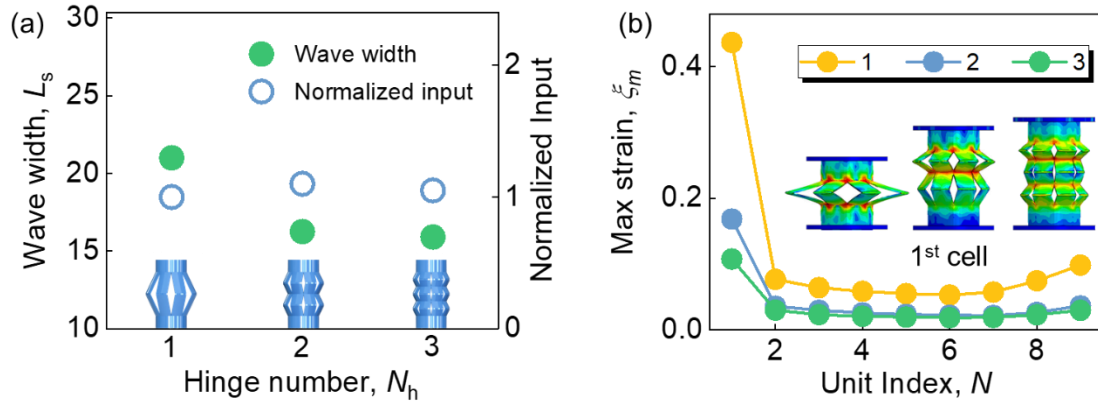 (a)
30
25
20
15
10
Wave width, Lₛ
Wave width
Normalized input
2
1
0
Normalized Input
1 2 3
Hinge number, Nₕ
(b)
0.4
0.2
0.0
Max strain, ξₘ
1 2 3
1ˢᵗ cell
2 4 6 8
Unit Index, N